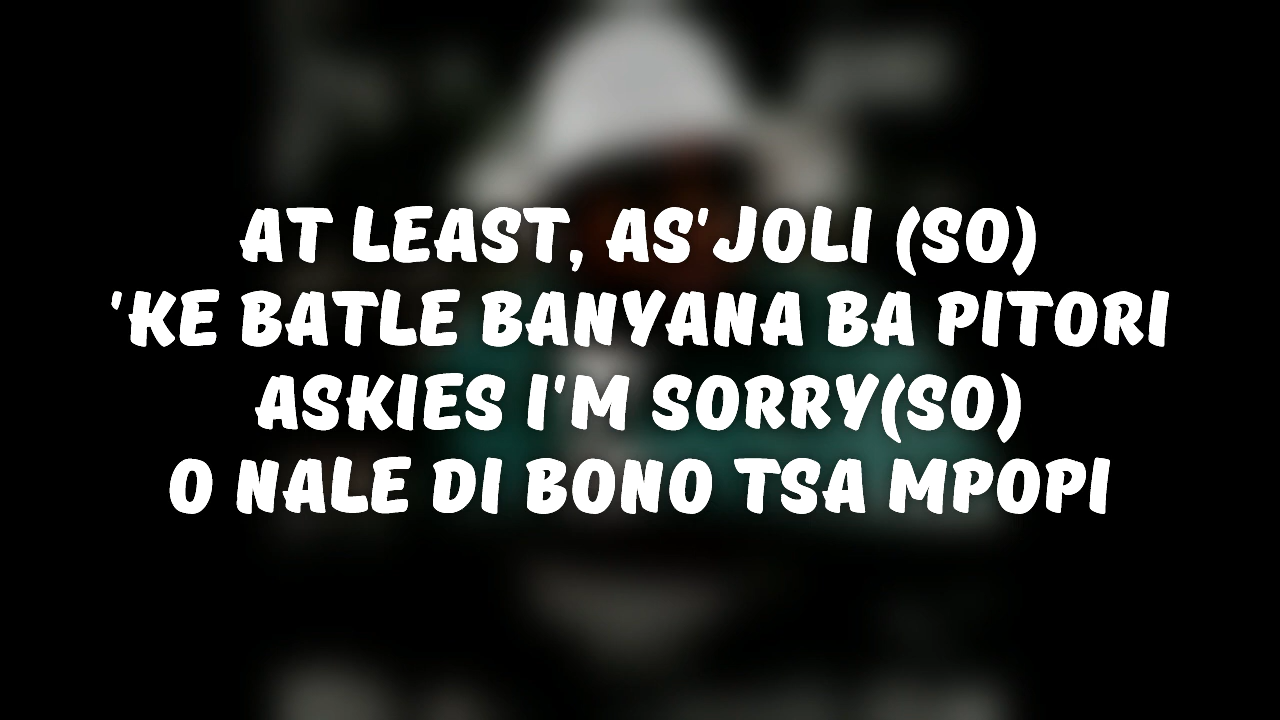 AT LEAST, AS'JOLI (SO)
'KE BATLE BANYANA BA PITORI
ASKIES I'M SORRY(SO)
O NALE DI BONO TSA MPOPI